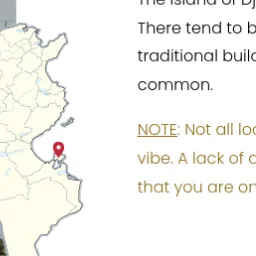 The island of Dj
There tend to b
traditional build
common.
NOTE: Not all lo
vibe. A lack of
that you are on